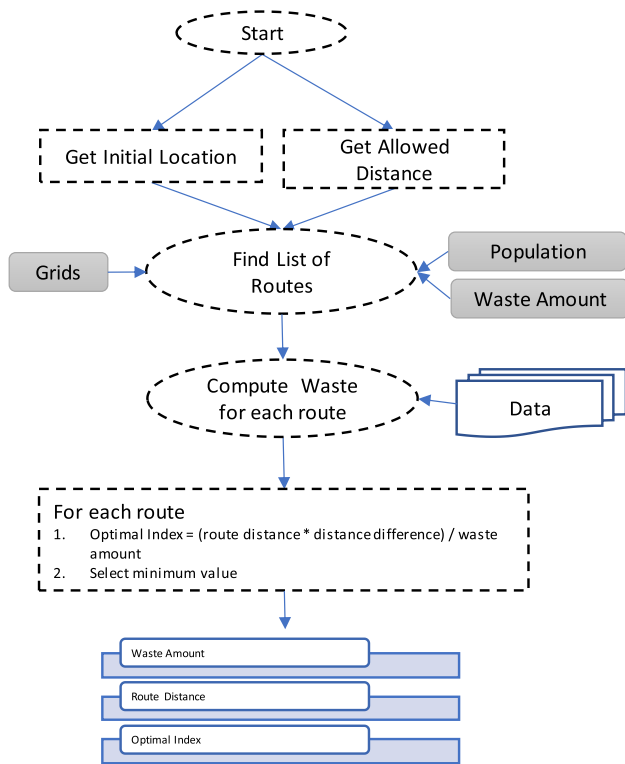 Start
Get Initial Location
Get Allowed
Distance
Grids
Find List of
Routes
Population
Waste Amount
Compute Waste
for each route
Data
For each route
1. Optimal Index = (route distance * distance difference) / waste
amount
2. Select minimum value
Waste Amount
Route Distance
Optimal Index